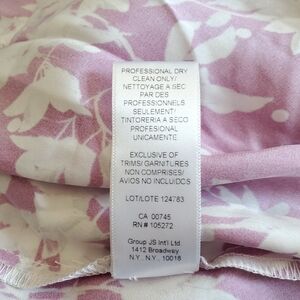 PROFESSIONAL DRY
CLEAN ONLY/
NETTOYAGE A SEC
PAR DES
PROFESSIONNELS
SEULEMENT/
TINTORERIA A SECO
PROFESIONAL
UNICAMENTE.
EXCLUSIVE OF
TRIMS/GARNITURES
NON COMPRISES/
AVIOS NO INCLUIDOS
LOT/LOTE 124783
CA 00745
RN# 105272
Group JS Int'l Ltd
1412 Broadway
N.Y., N.Y. 10018